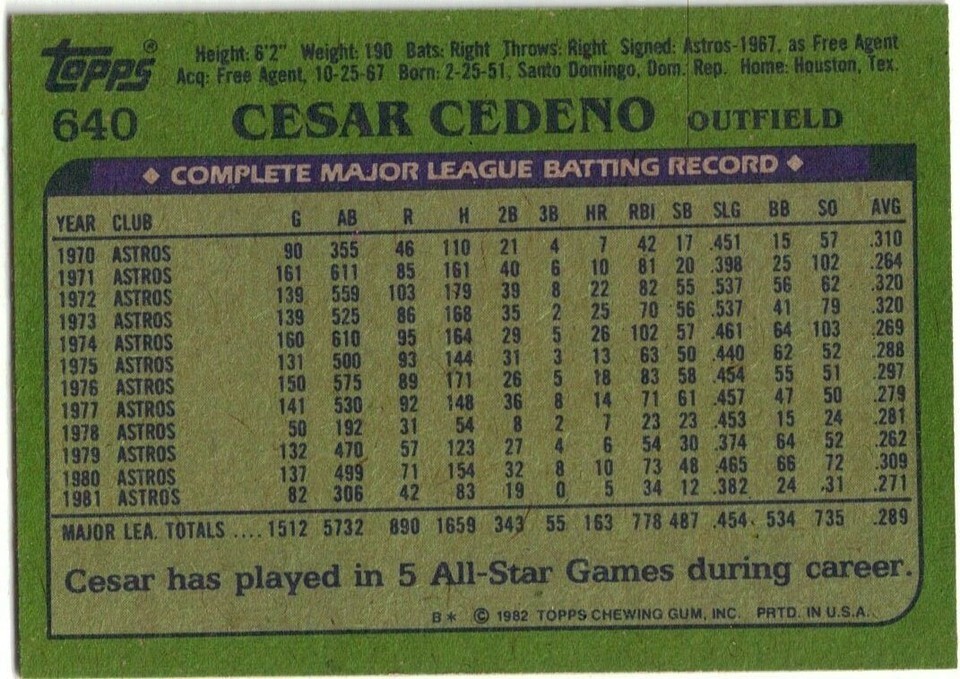 Topps® Height: 6'2" Weight: 190 Bats: Right Throws: Right Signed: Astros-1967, as Free Agent
Acq: Free Agent, 10-25-67 Born: 2-25-51, Santo Domingo, Dom. Rep. Home: Houston, Tex.
640 CESAR CEDENO OUTFIELD
◆ COMPLETE MAJOR LEAGUE BATTING RECORD ◆
YEAR CLUB G AB R H 2B 3B HR RBI SB SLG BB SO AVG
1970 ASTROS 90 355 46 110 21 4 7 42 17 .451 15 57 .310
1971 ASTROS 161 611 85 161 40 6 10 81 20 .398 25 102 .264
1972 ASTROS 139 559 103 179 39 8 22 82 55 .537 56 62 .320
1973 ASTROS 139 525 86 168 35 2 25 70 56 .537 41 79 .320
1974 ASTROS 160 610 95 164 29 5 26 102 57 .461 64 103 .269
1975 ASTROS 131 500 93 144 31 3 13 63 50 .440 62 52 .288
1976 ASTROS 150 575 89 171 26 5 18 83 58 .454 55 51 .297
1977 ASTROS 141 530 92 148 36 8 14 71 61 .457 47 50 .279
1978 ASTROS 50 192 31 54 8 2 7 23 23 .453 15 24 .281
1979 ASTROS 132 470 57 123 27 4 6 54 30 .374 64 52 .262
1980 ASTROS 137 499 71 154 32 8 10 73 48 .465 66 72 .309
1981 ASTROS 82 306 42 83 19 0 5 34 12 .382 24 31 .271
MAJOR LEA. TOTALS .... 1512 5732 890 1659 343 55 163 778 487 .454 534 735 .289
Cesar has played in 5 All-Star Games during career.
B* © 1982 TOPPS CHEWING GUM, INC. PRTD. IN U.S.A.